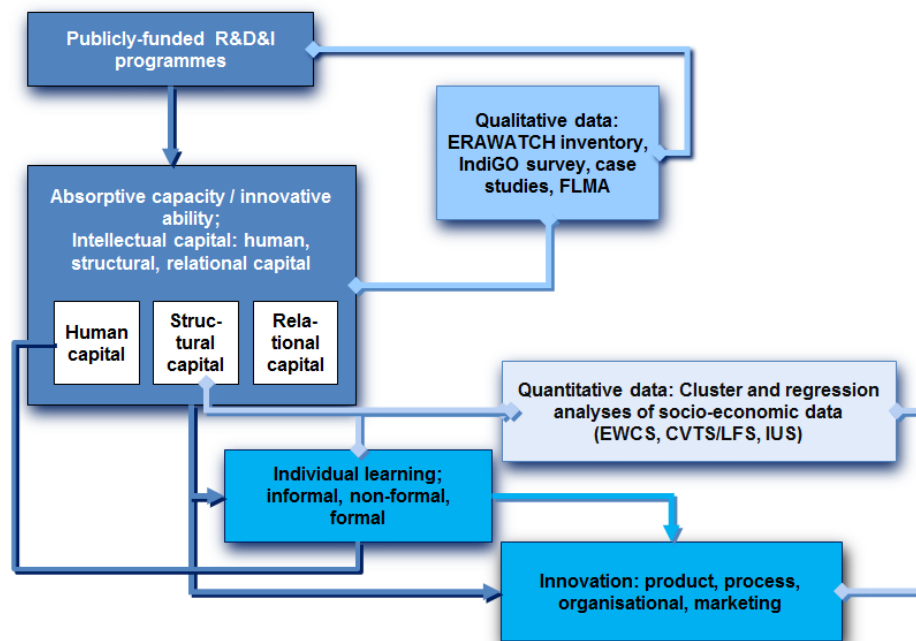 Publicly-funded R&D&I
programmes
Qualitative data:
ERAWATCH inventory,
IndiGO survey, case
studies, FLMA
Absorptive capacity / innovative
ability;
Intellectual capital: human,
structural, relational capital
Human
capital
Struc-
tural
capital
Rela-
tional
capital
Quantitative data: Cluster and regression
analyses of socio-economic data
(EWCS, CVTS/LFS, IUS)
Individual learning;
informal, non-formal,
formal
Innovation: product, process,
organisational, marketing